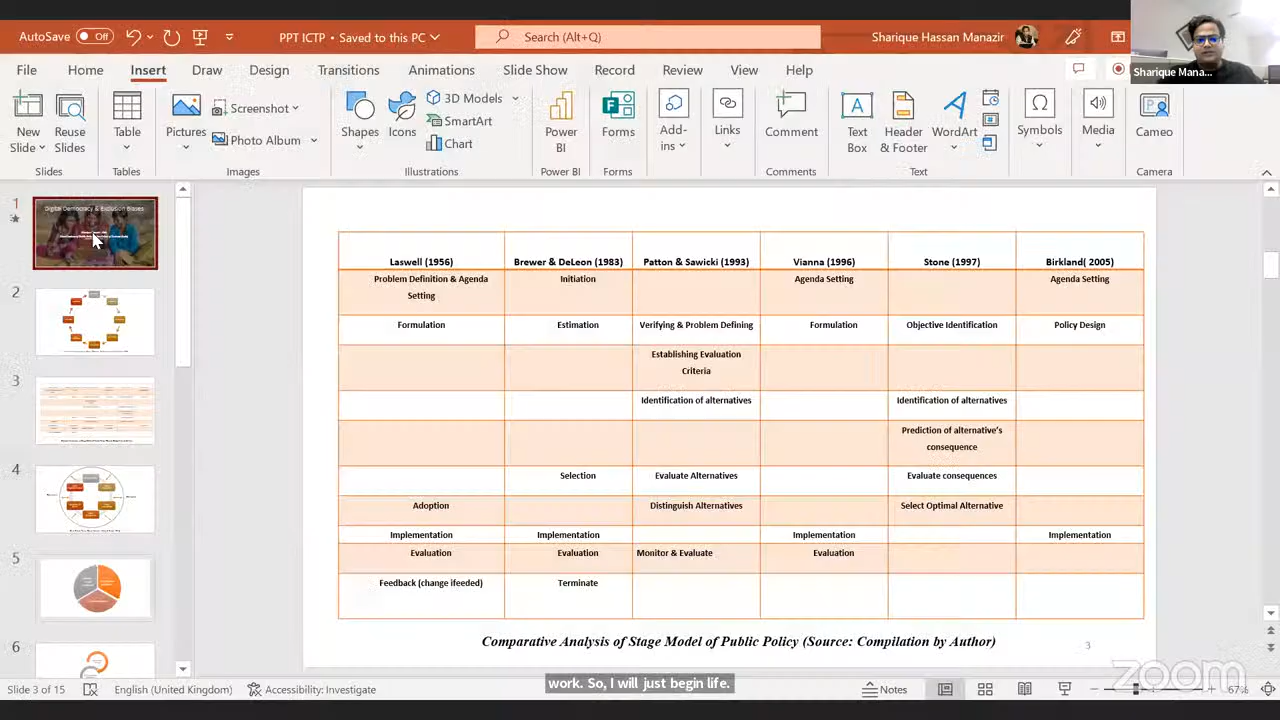 AutoSave Off
PPT ICTP • Saved to this PC
Search (Alt+Q)
Sharique Hassan Manazir
Sharique Mana...
File Home Insert Draw Design Transitions Animations Slide Show Record Review View Help
New Slide
Reuse Slides
Table
Pictures
Screenshot
Photo Album
Shapes
Icons
3D Models
SmartArt
Chart
Power BI
Forms
Add-ins
Links
Comment
Text Box
Header & Footer
WordArt
Symbols
Media
Cameo
Slides Tables Images Illustrations Power BI Forms Comments Text Camera
1
Digital Democracy & Exclusion Biases
2
3
4
5
6
Laswell (1956) Brewer & DeLeon (1983) Patton & Sawicki (1993) Vianna (1996) Stone (1997) Birkland( 2005)
Problem Definition & Agenda Setting Initiation Agenda Setting Agenda Setting
Formulation Estimation Verifying & Problem Defining Formulation Objective Identification Policy Design
Establishing Evaluation Criteria
Identification of alternatives Identification of alternatives
Prediction of alternative's consequence
Selection Evaluate Alternatives Evaluate consequences
Adoption Distinguish Alternatives Select Optimal Alternative
Implementation Implementation Implementation Implementation
Evaluation Evaluation Monitor & Evaluate Evaluation
Feedback (change ifeeded) Terminate
Comparative Analysis of Stage Model of Public Policy (Source: Compilation by Author)
3
work. So, I will just begin life.
zoom
Slide 3 of 15 English (United Kingdom) Accessibility: Investigate Notes 67%